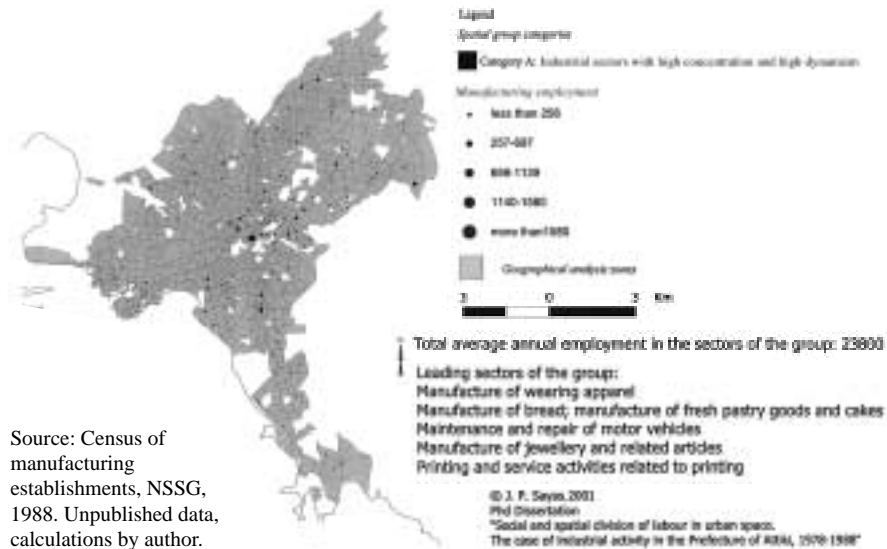 Legend
Spatial group categories
Category A: Industrial sectors with high concentration and high dynamism
Manufacturing employment
less than 256
257-687
1140-1580
more than1580
Geographical analysis zones
3 0 3 Km
Total average annual employment in the sectors of the group: 23800
Leading sectors of the group:
Manufacture of wearing apparel
Manufacture of bread; manufacture of fresh pastry goods and cakes
Maintenance and repair of motor vehicles
Manufacture of jewellery and related articles
Printing and service activities related to printing
Source: Census of
manufacturing
establishments, NSSG,
1988. Unpublished data,
calculations by author.
© J. P. Sayas, 2001
Phd Dissertation
"Social and spatial division of labour in urban space.
The case of industrial activity in the Prefecture of Attiki, 1978-1988"